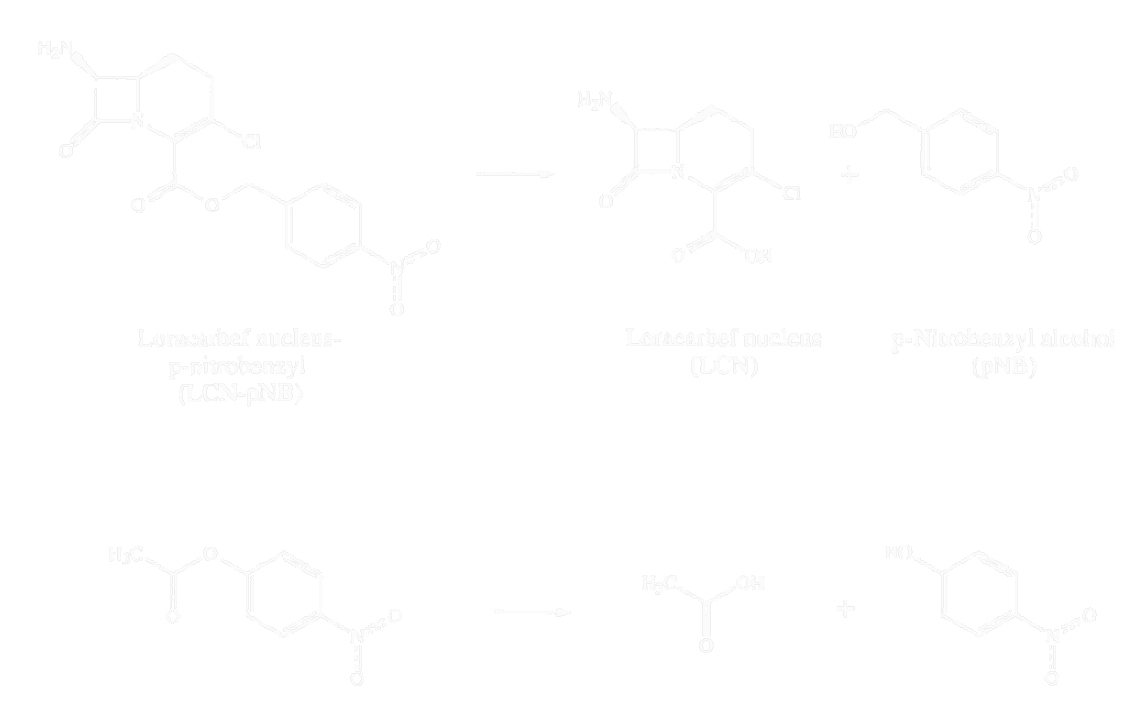 H₂N
N
Cl
O
O
O
N
O
O
H₂N
N
Cl
O
O
OH
+
HO
N
O
O
Loracarbef nucleus-
p-nitrobenzyl
(LCN-pNB)
Loracarbef nucleus
(LCN)
p-Nitrobenzyl alcohol
(pNB)
H₃C
O
O
N
O
O
H₃C
OH
O
+
HO
N
O
O